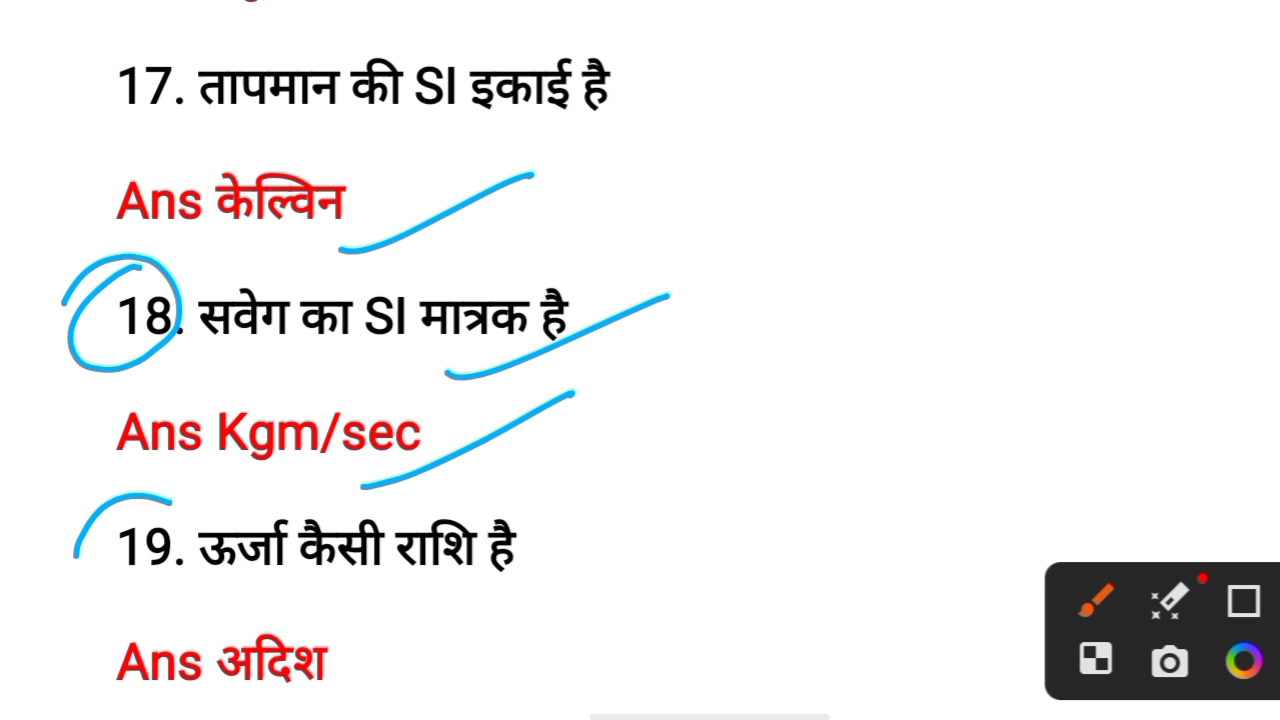 17. तापमान की SI इकाई है
Ans केल्विन
18. सवेग का SI मात्रक है
Ans Kgm/sec
19. ऊर्जा कैसी राशि है
Ans अदिश